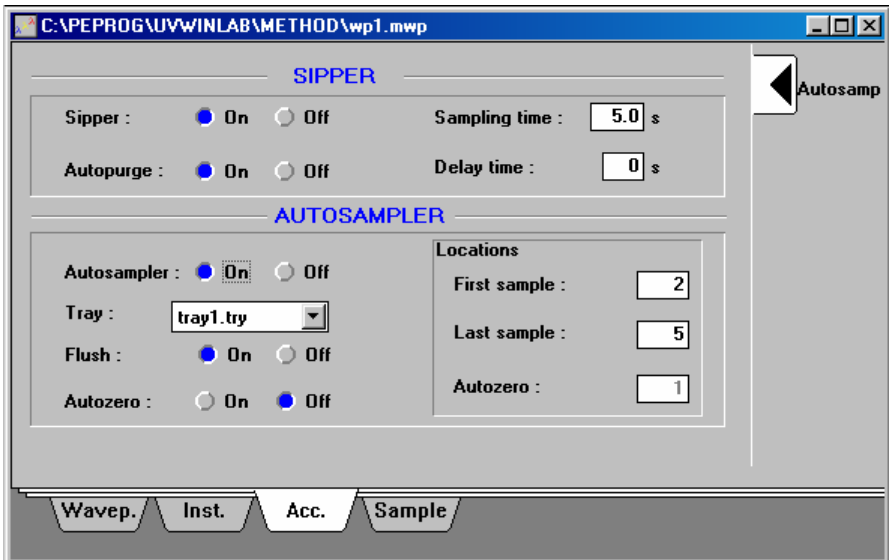 C:\PEPROG\UVWINLAB\METHOD\wp1.mwp
SIPPER
Sipper : On Off Sampling time : 5.0 s
Autopurge : On Off Delay time : 0 s
Autosamp
AUTOSAMPLER
Autosampler : On Off
Tray : tray1.try
Flush : On Off
Autozero : On Off
Locations
First sample : 2
Last sample : 5
Autozero : 1
Wavep. Inst. Acc. Sample